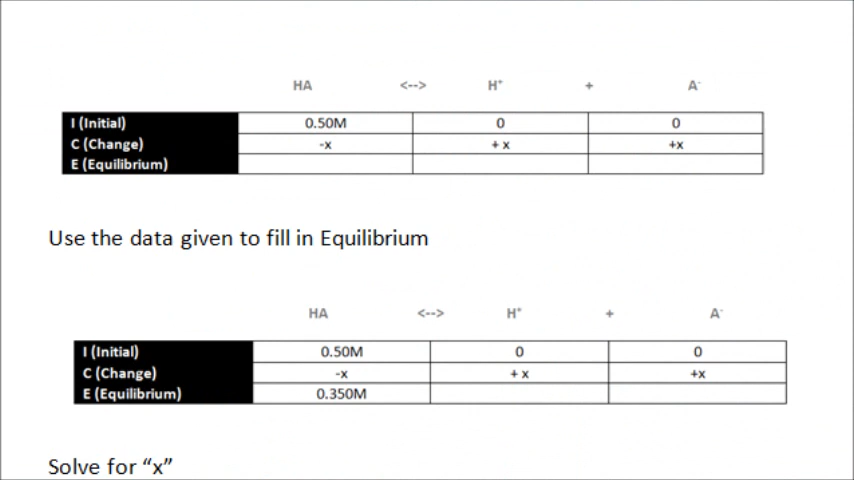 HA <--> H⁺ + A⁻
I (Initial) 0.50M 0 0
C (Change) -x + x +x
E (Equilibrium)
Use the data given to fill in Equilibrium
HA <--> H⁺ + A⁻
I (Initial) 0.50M 0 0
C (Change) -x + x +x
E (Equilibrium) 0.350M
Solve for “x”